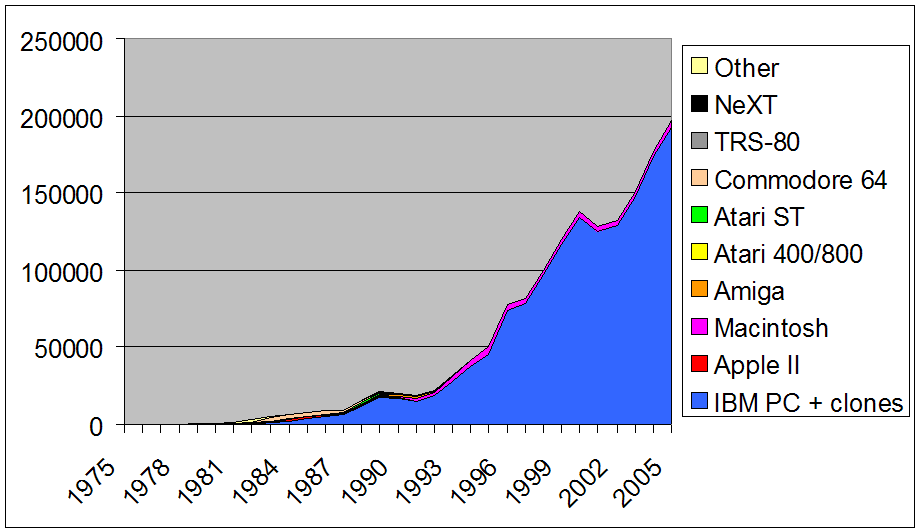 250000
200000
150000
100000
50000
0
1975
1978
1981
1984
1987
1990
1993
1996
1999
2002
2005
Other
NeXT
TRS-80
Commodore 64
Atari ST
Atari 400/800
Amiga
Macintosh
Apple II
IBM PC + clones